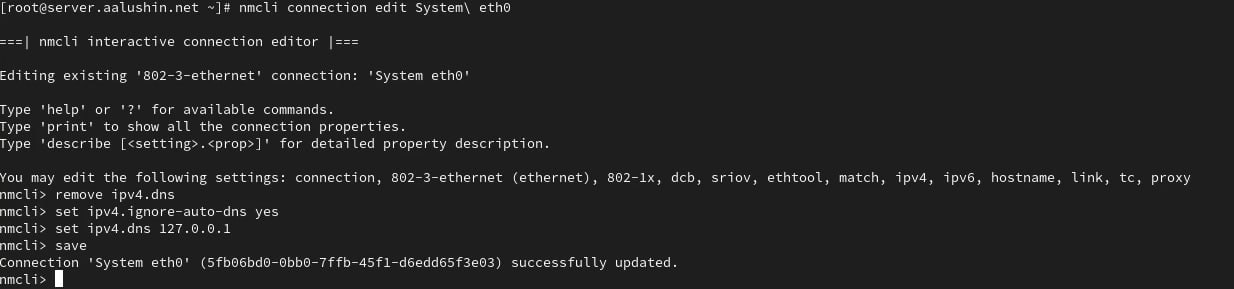 [root@server.aalushin.net ~]# nmcli connection edit System\ eth0
===| nmcli interactive connection editor |===
Editing existing '802-3-ethernet' connection: 'System eth0'
Type 'help' or '?' for available commands.
Type 'print' to show all the connection properties.
Type 'describe [<setting>.<prop>]' for detailed property description.
You may edit the following settings: connection, 802-3-ethernet (ethernet), 802-1x, dcb, sriov, ethtool, match, ipv4, ipv6, hostname, link, tc, proxy
nmcli> remove ipv4.dns
nmcli> set ipv4.ignore-auto-dns yes
nmcli> set ipv4.dns 127.0.0.1
nmcli> save
Connection 'System eth0' (5fb06bd0-0bb0-7ffb-45f1-d6edd65f3e03) successfully updated.
nmcli>